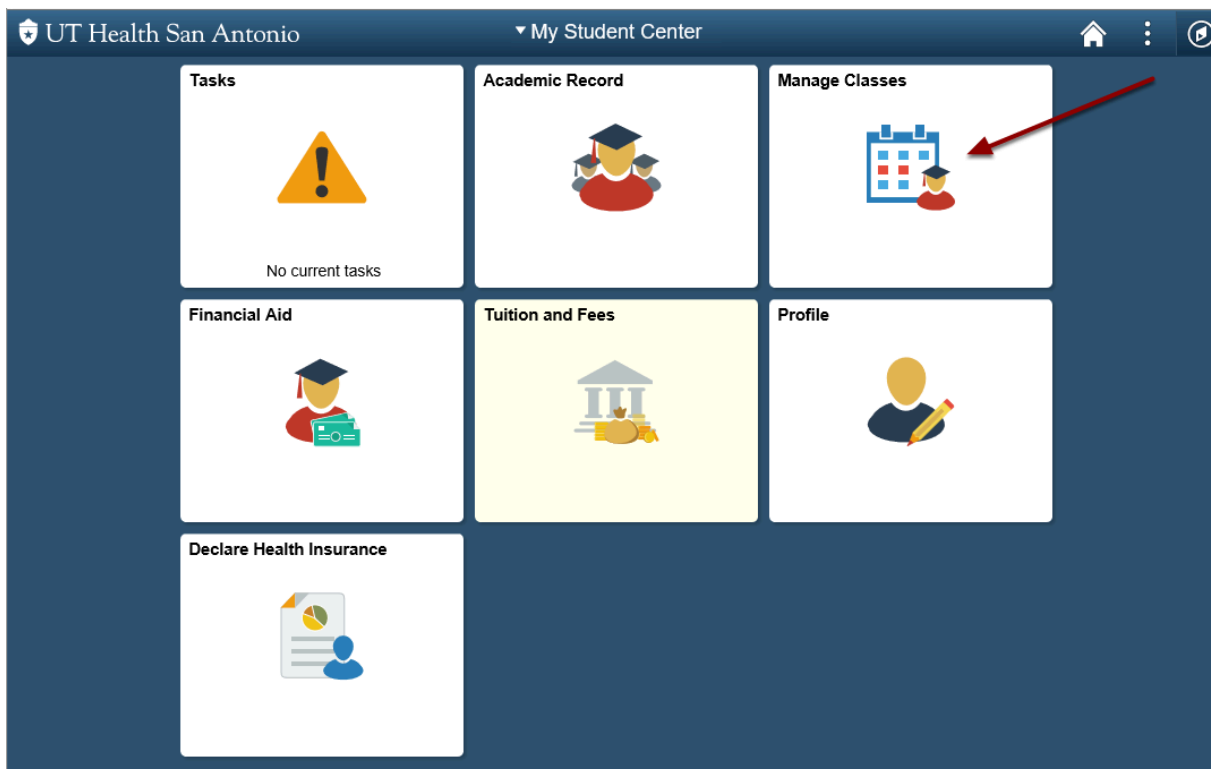 UT Health San Antonio
My Student Center
Tasks
Academic Record
Manage Classes
No current tasks
Financial Aid
Tuition and Fees
Profile
Declare Health Insurance